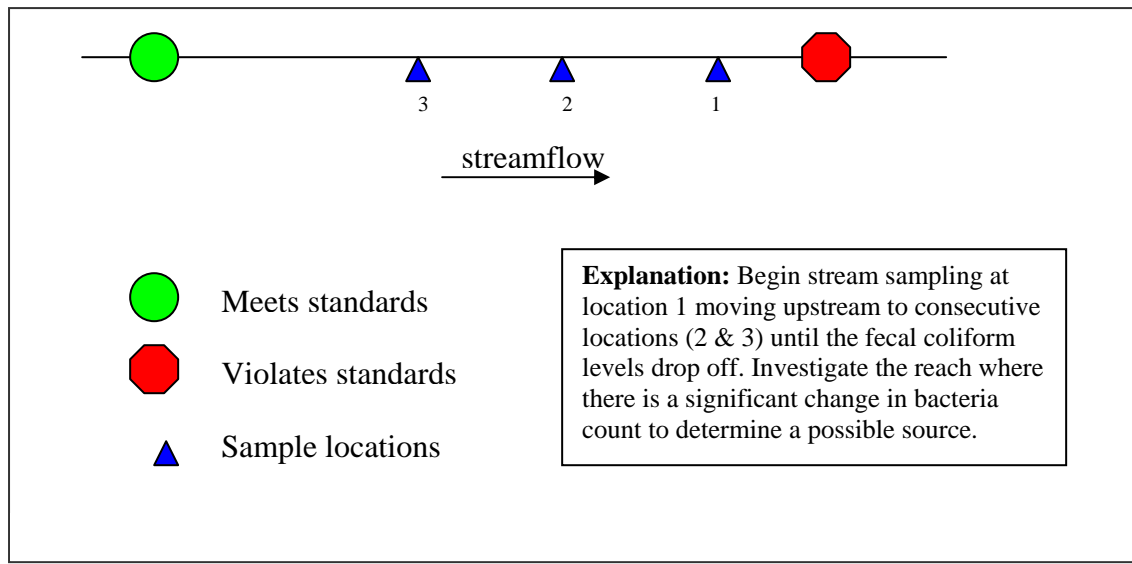 3 2 1
streamflow
Meets standards
Violates standards
Sample locations
Explanation: Begin stream sampling at
location 1 moving upstream to consecutive
locations (2 & 3) until the fecal coliform
levels drop off. Investigate the reach where
there is a significant change in bacteria
count to determine a possible source.